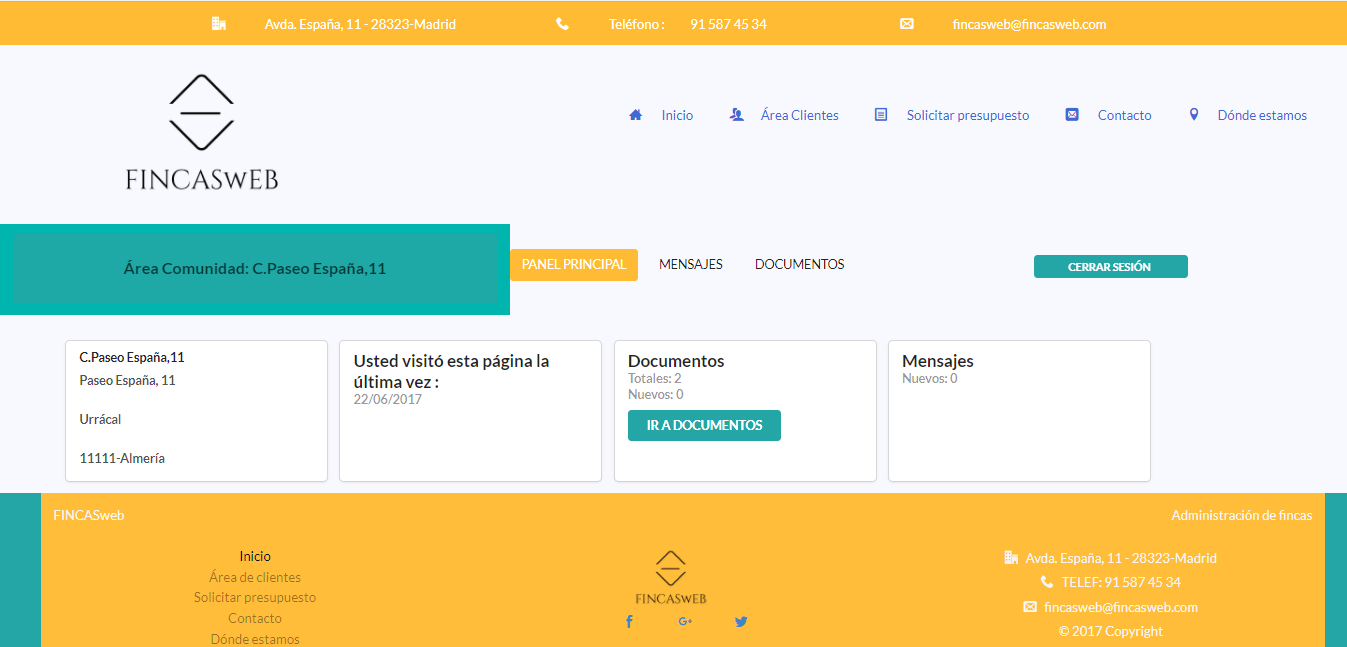 Avda. España, 11 - 28323-Madrid
Teléfono : 91 587 45 34
fincasweb@fincasweb.com
FINCASwEB
Inicio
Área Clientes
Solicitar presupuesto
Contacto
Dónde estamos
Área Comunidad: C.Paseo España,11
PANEL PRINCIPAL
MENSAJES
DOCUMENTOS
CERRAR SESIÓN
C.Paseo España,11
Paseo España, 11
Urrácal
11111-Almería
Usted visitó esta página la
última vez :
22/06/2017
Documentos
Totales: 2
Nuevos: 0
IR A DOCUMENTOS
Mensajes
Nuevos: 0
FINCASweb
Administración de fincas
Inicio
Área de clientes
Solicitar presupuesto
Contacto
Dónde estamos
FINCASwEB
Avda. España, 11 - 28323-Madrid
TELEF: 91 587 45 34
fincasweb@fincasweb.com
© 2017 Copyright